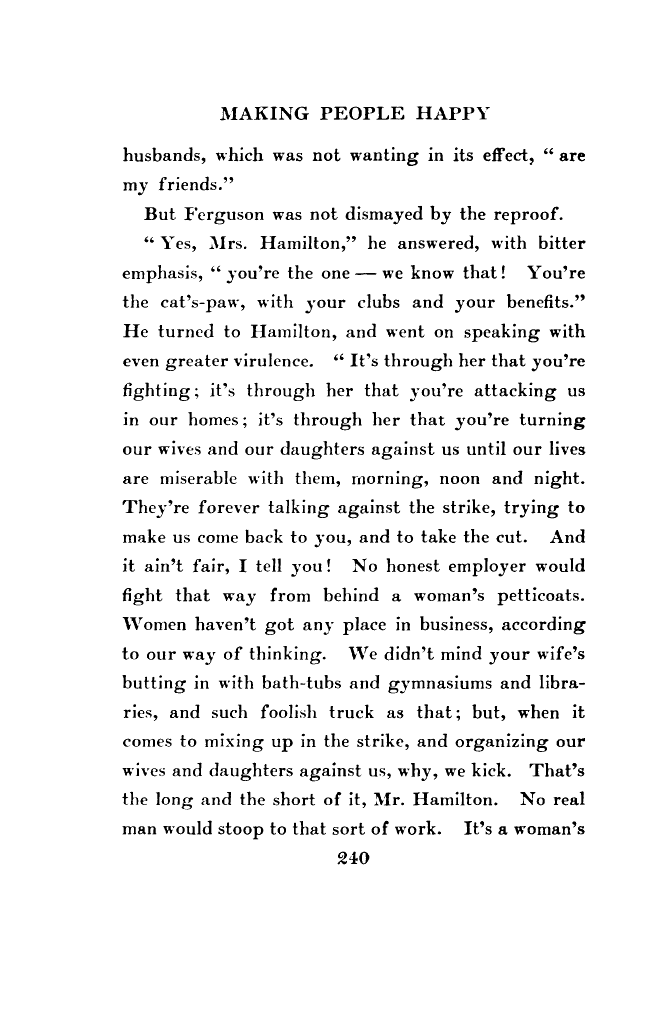 MAKING PEOPLE HAPPY
husbands, which was not wanting in its effect, “ are
my friends.”
But Ferguson was not dismayed by the reproof.
“ Yes, Mrs. Hamilton,” he answered, with bitter
emphasis, “ you’re the one — we know that! You’re
the cat’s-paw, with your clubs and your benefits.”
He turned to Hamilton, and went on speaking with
even greater virulence. “ It’s through her that you’re
fighting; it’s through her that you’re attacking us
in our homes; it’s through her that you’re turning
our wives and our daughters against us until our lives
are miserable with them, morning, noon and night.
They’re forever talking against the strike, trying to
make us come back to you, and to take the cut. And
it ain’t fair, I tell you! No honest employer would
fight that way from behind a woman’s petticoats.
Women haven’t got any place in business, according
to our way of thinking. We didn’t mind your wife’s
butting in with bath-tubs and gymnasiums and libra-
ries, and such foolish truck as that; but, when it
comes to mixing up in the strike, and organizing our
wives and daughters against us, why, we kick. That’s
the long and the short of it, Mr. Hamilton. No real
man would stoop to that sort of work. It’s a woman’s
240